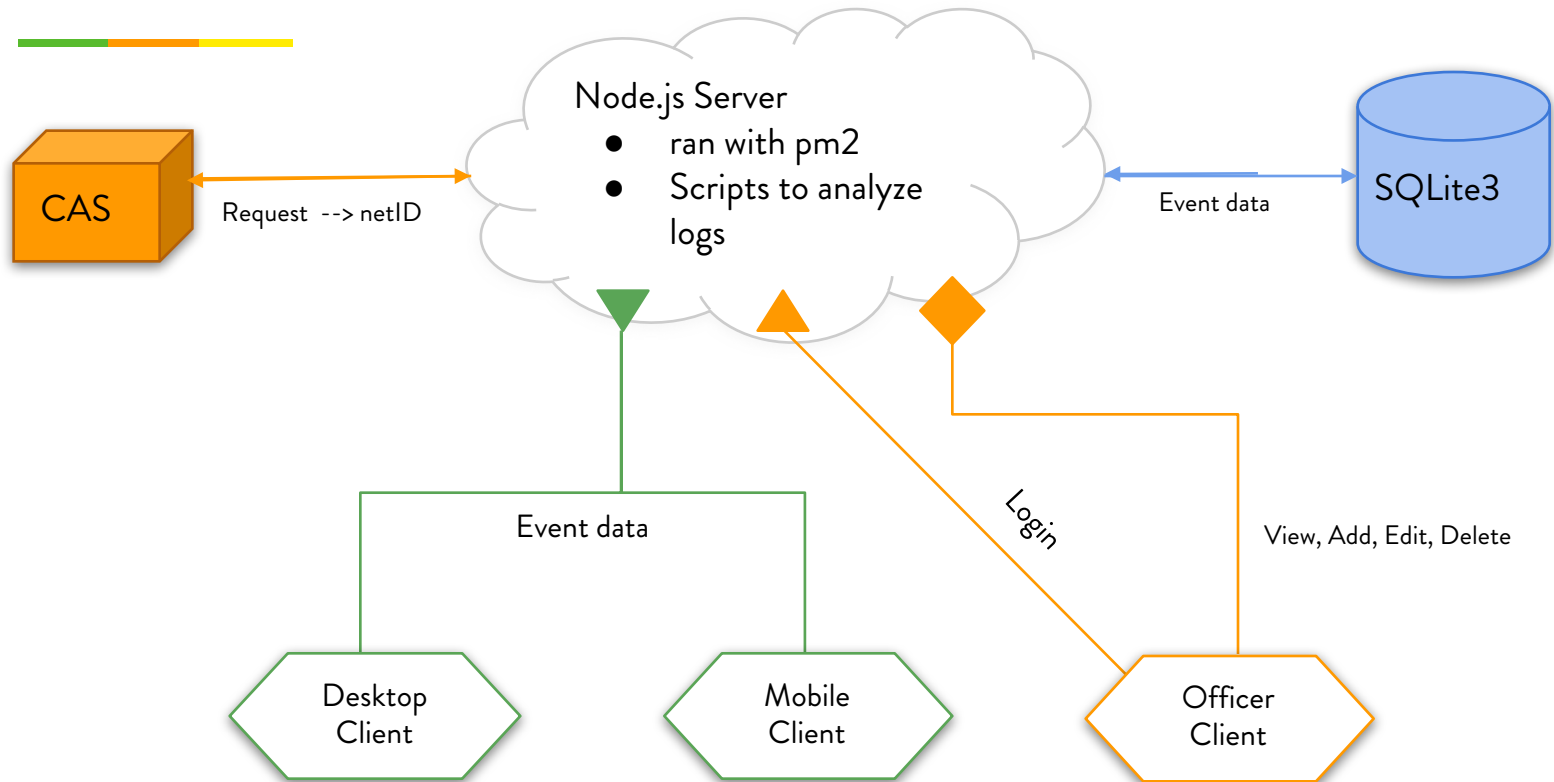 Node.js Server
● ran with pm2
● Scripts to analyze
logs
CAS
Request --> netID
Event data
SQLite3
Event data
Login
View, Add, Edit, Delete
Desktop
Client
Mobile
Client
Officer
Client